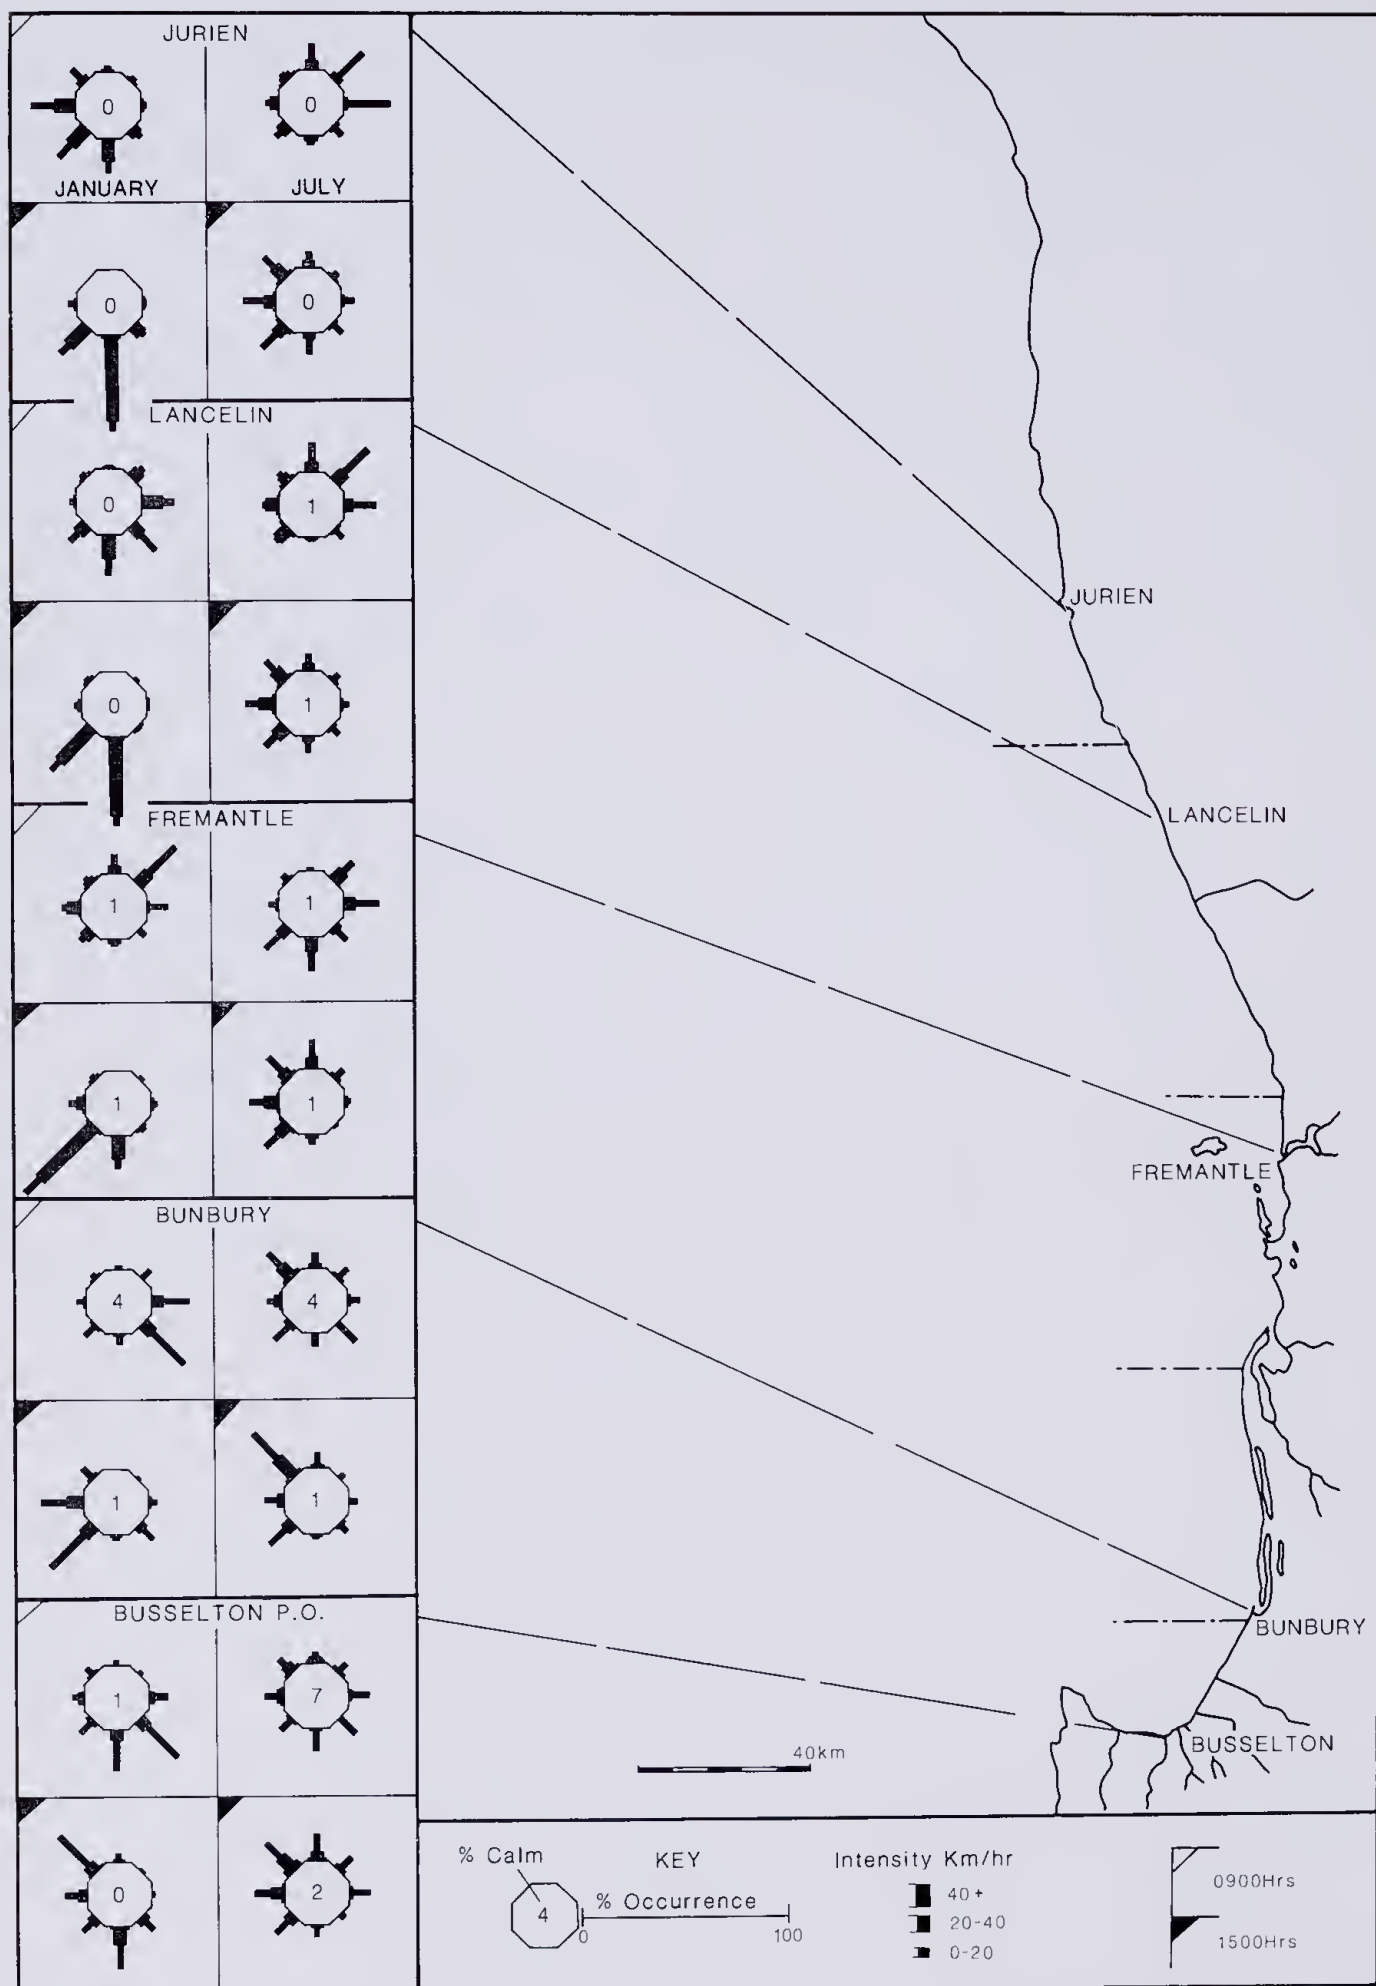 JURIEN
0
0
JANUARY
JULY
0
0
LANCELIN
0
1
0
1
FREMANTLE
1
1
1
1
BUNBURY
4
4
1
1
BUSSELTON P.O.
1
7
0
2
JURIEN
LANCELIN
FREMANTLE
BUNBURY
BUSSELTON
40km
KEY
% Calm
4
% Occurrence
0
100
Intensity Km/hr
40+
20-40
0-20
0900Hrs
1500Hrs